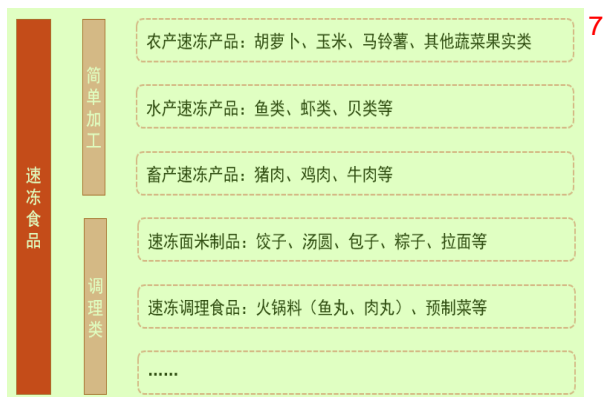 7
速冻食品
简单加工
农产速冻产品：胡萝卜、玉米、马铃薯、其他蔬菜果实类
水产速冻产品：鱼类、虾类、贝类等
畜产速冻产品：猪肉、鸡肉、牛肉等
调理类
速冻面米制品：饺子、汤圆、包子、粽子、拉面等
速冻调理食品：火锅料（鱼丸、肉丸）、预制菜等
……